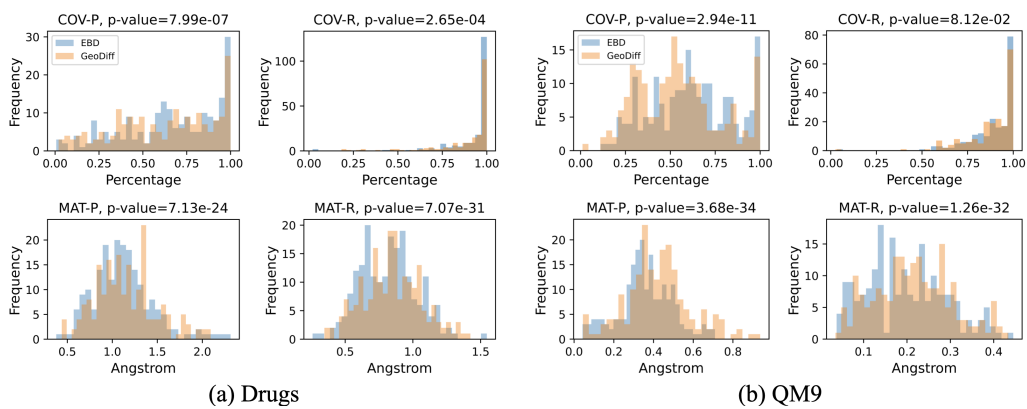 COV-P, p-value=7.99e-07
30
20
10
0
Frequency
EBD
GeoDiff
0.00 0.25 0.50 0.75 1.00
Percentage
COV-R, p-value=2.65e-04
100
50
0
Frequency
0.00 0.25 0.50 0.75 1.00
Percentage
COV-P, p-value=2.94e-11
15
10
5
0
Frequency
EBD
GeoDiff
0.00 0.25 0.50 0.75 1.00
Percentage
COV-R, p-value=8.12e-02
80
60
40
20
0
Frequency
0.00 0.25 0.50 0.75 1.00
Percentage
MAT-P, p-value=7.13e-24
20
15
10
5
0
Frequency
0.5 1.0 1.5 2.0
Angstrom
MAT-R, p-value=7.07e-31
20
15
10
5
0
Frequency
0.5 1.0 1.5
Angstrom
MAT-P, p-value=3.68e-34
20
15
10
5
0
Frequency
0.0 0.2 0.4 0.6 0.8
Angstrom
MAT-R, p-value=1.26e-32
15
10
5
0
Frequency
0.1 0.2 0.3 0.4
Angstrom
(a) Drugs
(b) QM9